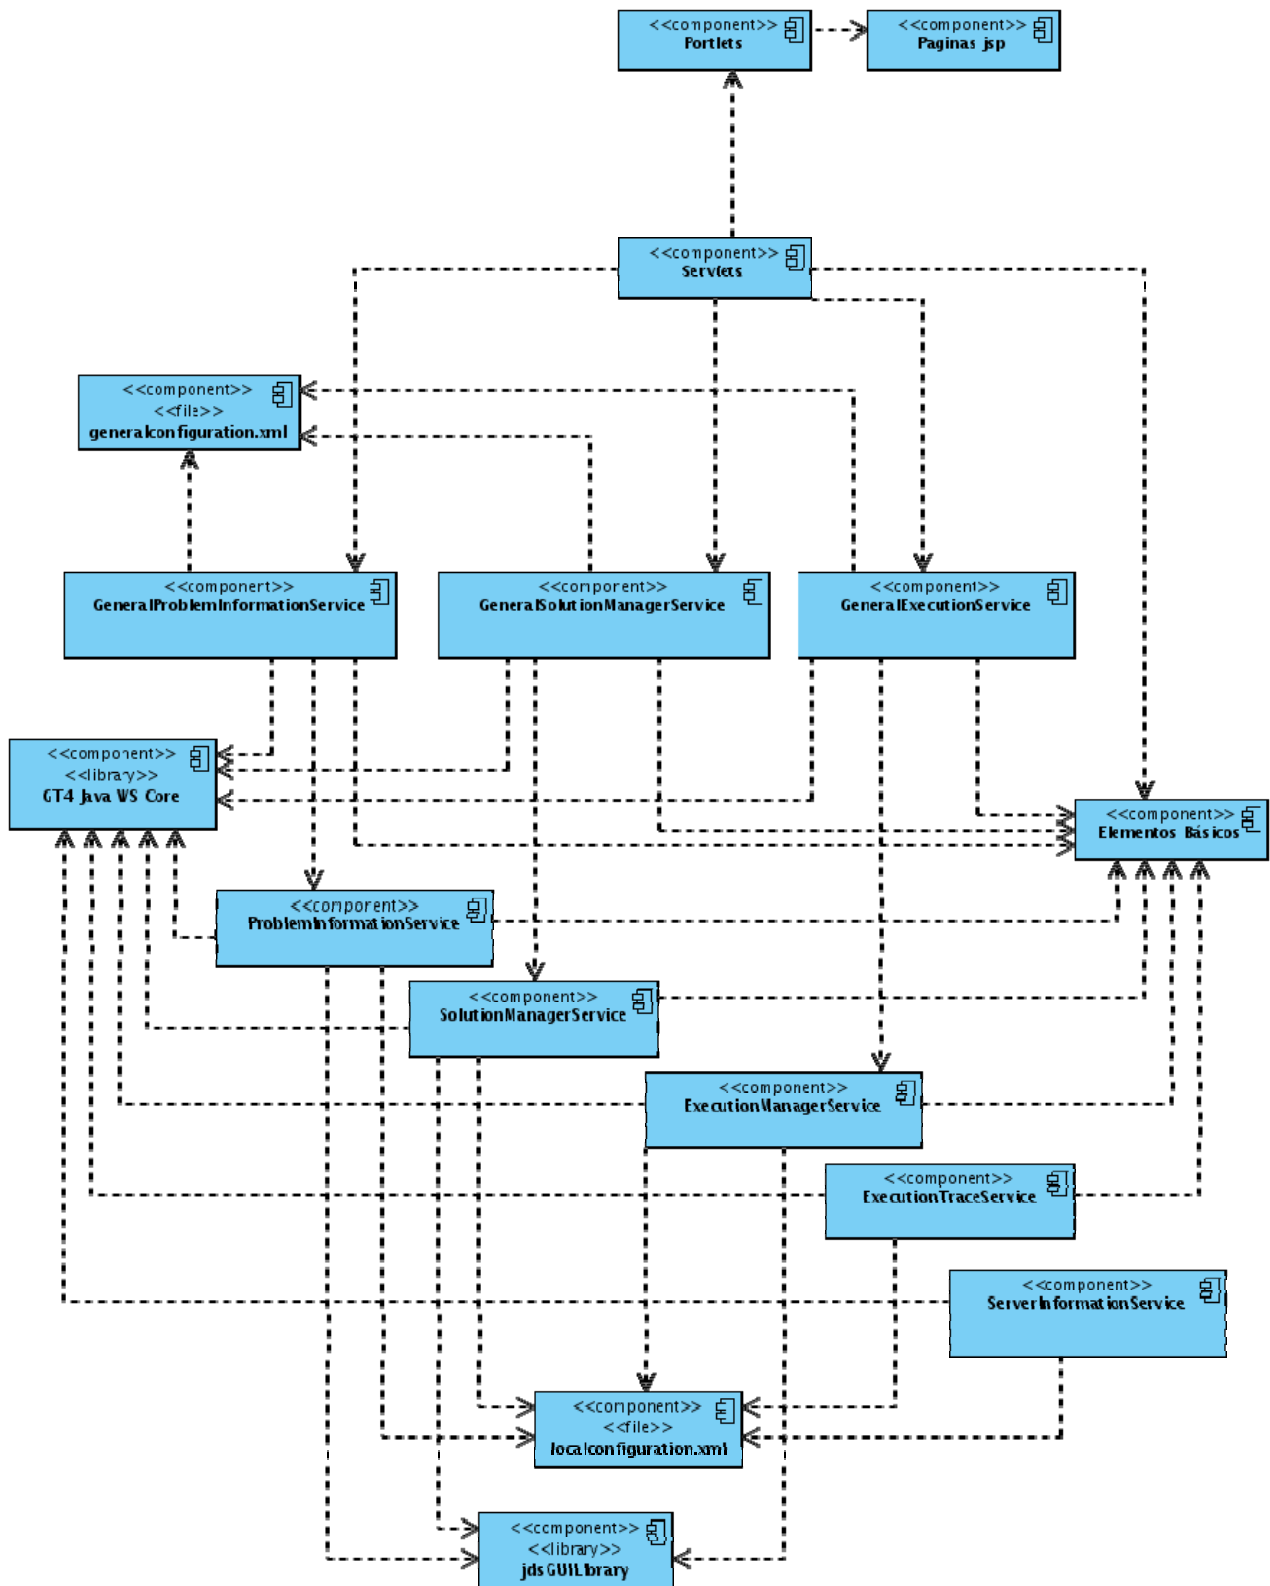 <<component>>
Portlets
<<component>>
Paginas jsp
<<component>>
Servlets
<<component>>
<<file>>
generalconfiguration.xml
<<component>>
GeneralProblemInformationService
<<component>>
GeneralSolutionManagerService
<<component>>
GeneralExecutionService
<<component>>
<<library>>
GT4 Java WS Core
<<component>>
Elementos Básicos
<<component>>
ProblemInformationService
<<component>>
SolutionManagerService
<<component>>
ExecutionManagerService
<<component>>
ExecutionTraceService
<<component>>
ServerInformationService
<<component>>
<<file>>
localconfiguration.xml
<<component>>
<<library>>
jdsGUILibrary